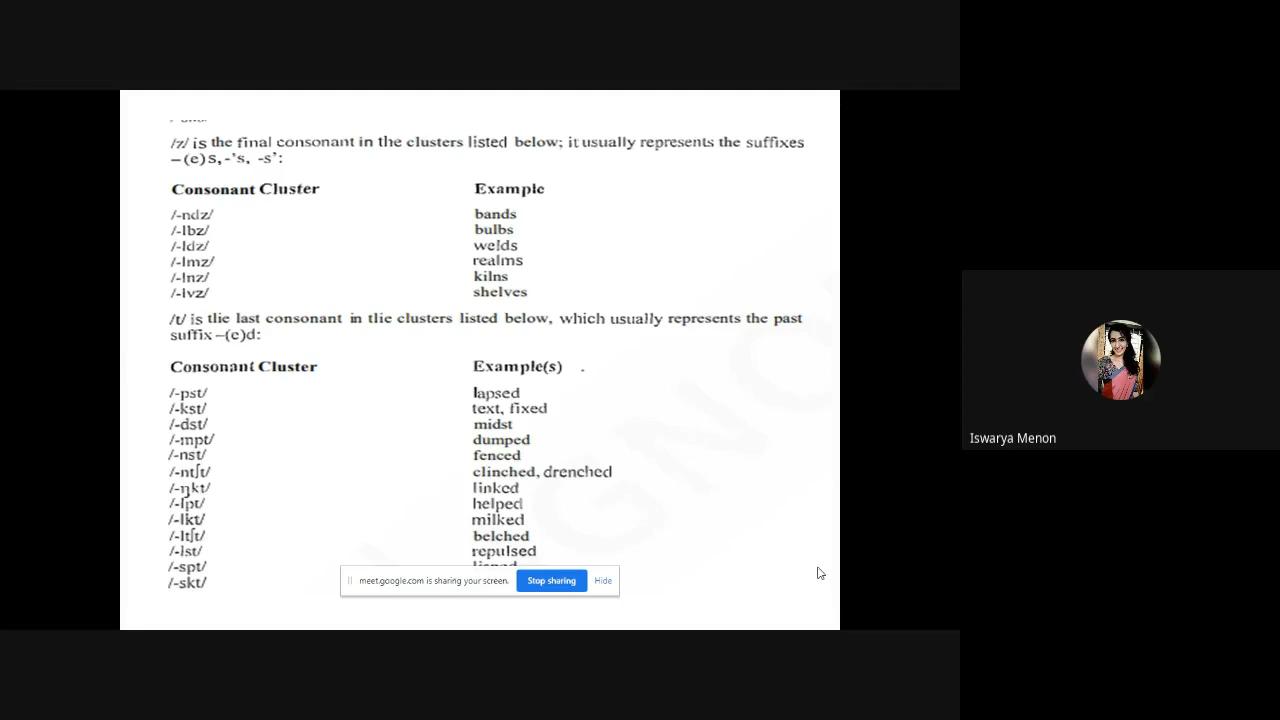 /z/ is the final consonant in the clusters listed below; it usually represents the suffixes
–(e)s, -'s, -s':
Consonant Cluster Example
/-ndz/ bands
/-lbz/ bulbs
/-ldz/ welds
/-lmz/ realms
/-lnz/ kilns
/-lvz/ shelves
/t/ is the last consonant in the clusters listed below, which usually represents the past
suffix –(e)d:
Consonant Cluster Example(s) .
/-pst/ lapsed
/-kst/ text, fixed
/-dst/ midst
/-mpt/ dumped
/-nst/ fenced
/-ntʃt/ clinched, drenched
/-ŋkt/ linked
/-lpt/ helped
/-lkt/ milked
/-ltʃt/ belched
/-lst/ repulsed
/-spt/
/-skt/
meet.google.com is sharing your screen. Stop sharing Hide
Iswarya Menon